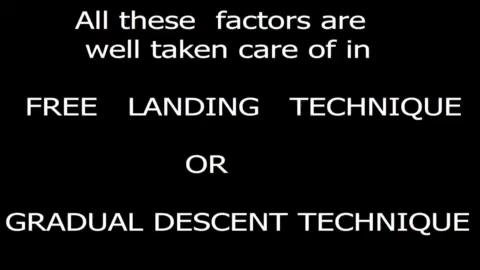 All these factors are
well taken care of in
FREE LANDING TECHNIQUE
OR
GRADUAL DESCENT TECHNIQUE